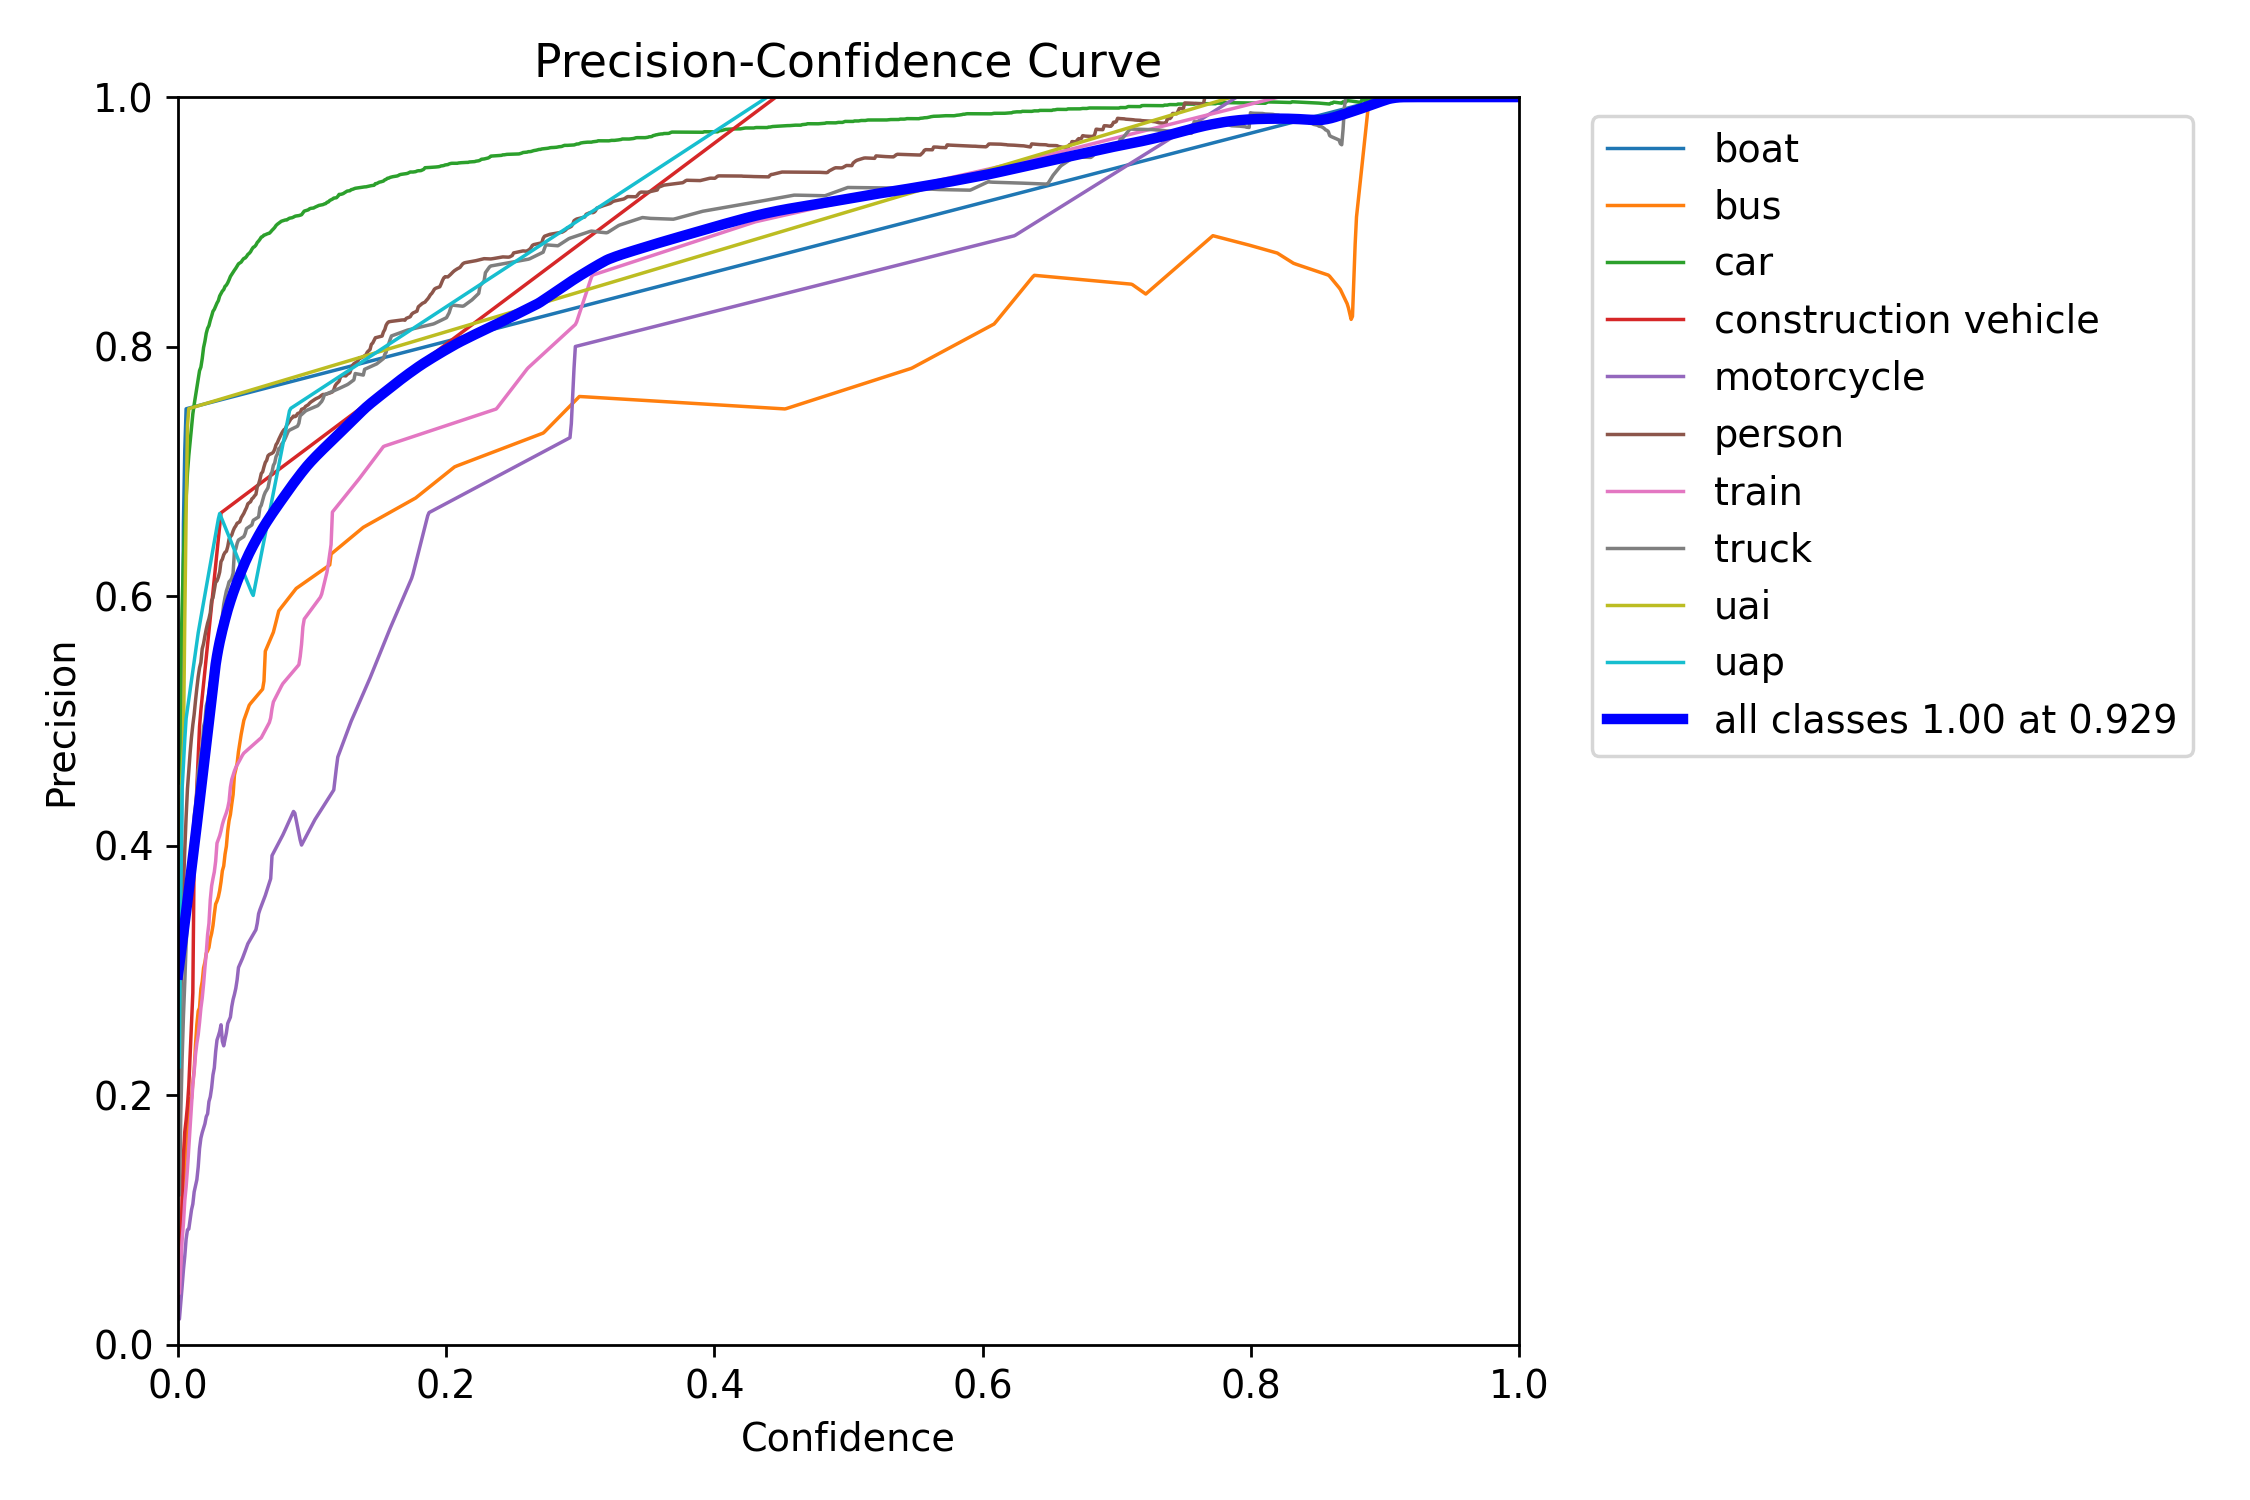 Precision-Confidence Curve
1.0
0.8
0.6
0.4
0.2
0.0
Precision
0.0 0.2 0.4 0.6 0.8 1.0
Confidence
boat
bus
car
construction vehicle
motorcycle
person
train
truck
uai
uap
all classes 1.00 at 0.929